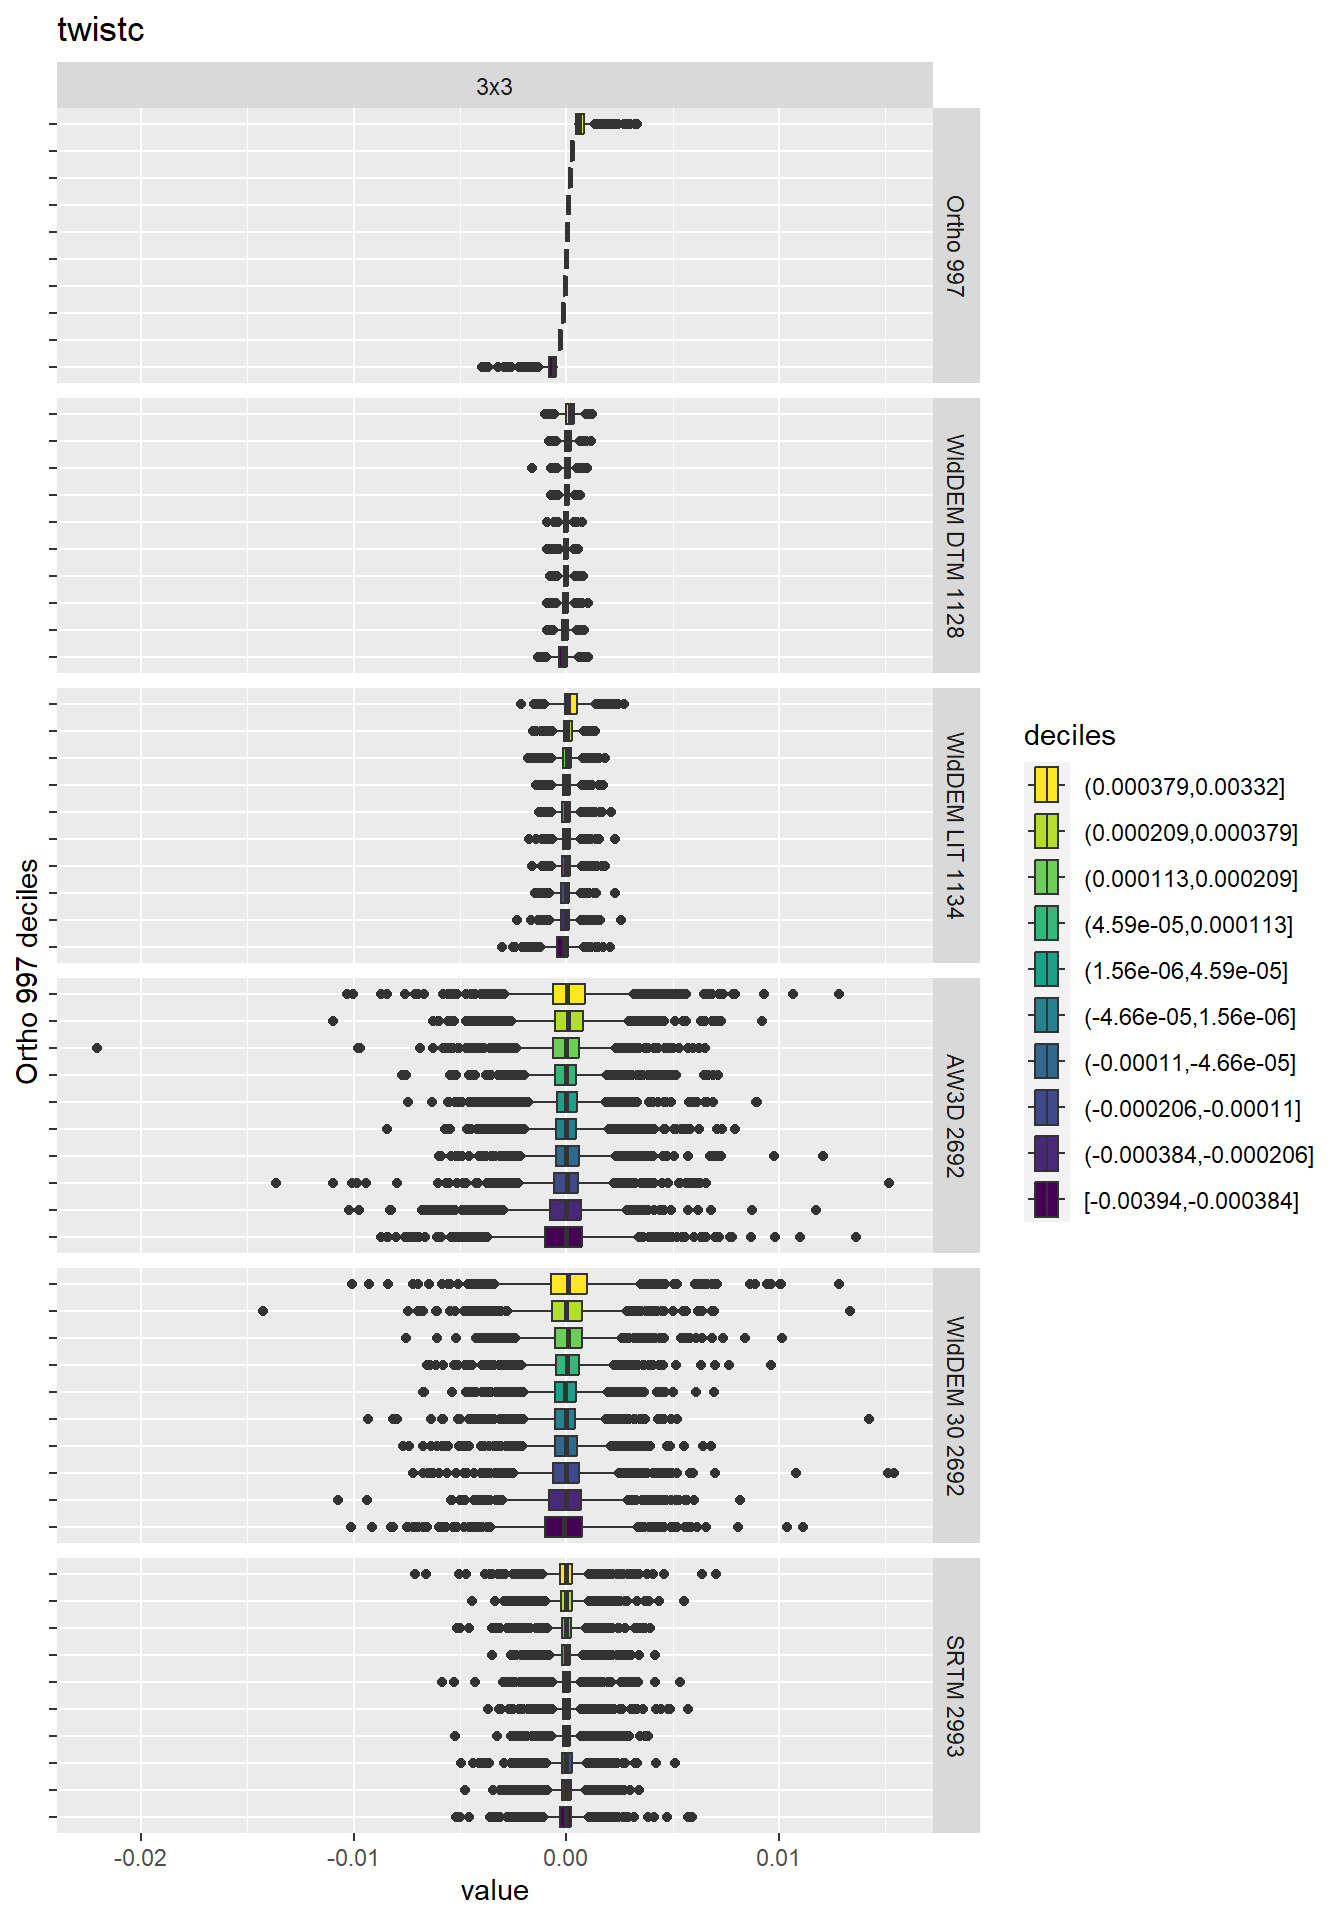 twistc
3x3
Ortho 997
WldDEM DTM 1128
WldDEM LIT 1134
AW3D 2692
WldDEM 30 2692
SRTM 2993
Ortho 997 deciles
-0.02
-0.01
0.00
0.01
value
deciles
(0.000379,0.00332]
(0.000209,0.000379]
(0.000113,0.000209]
(4.59e-05,0.000113]
(1.56e-06,4.59e-05]
(-4.66e-05,1.56e-06]
(-0.00011,-4.66e-05]
(-0.000206,-0.00011]
(-0.000384,-0.000206]
[-0.00394,-0.000384]